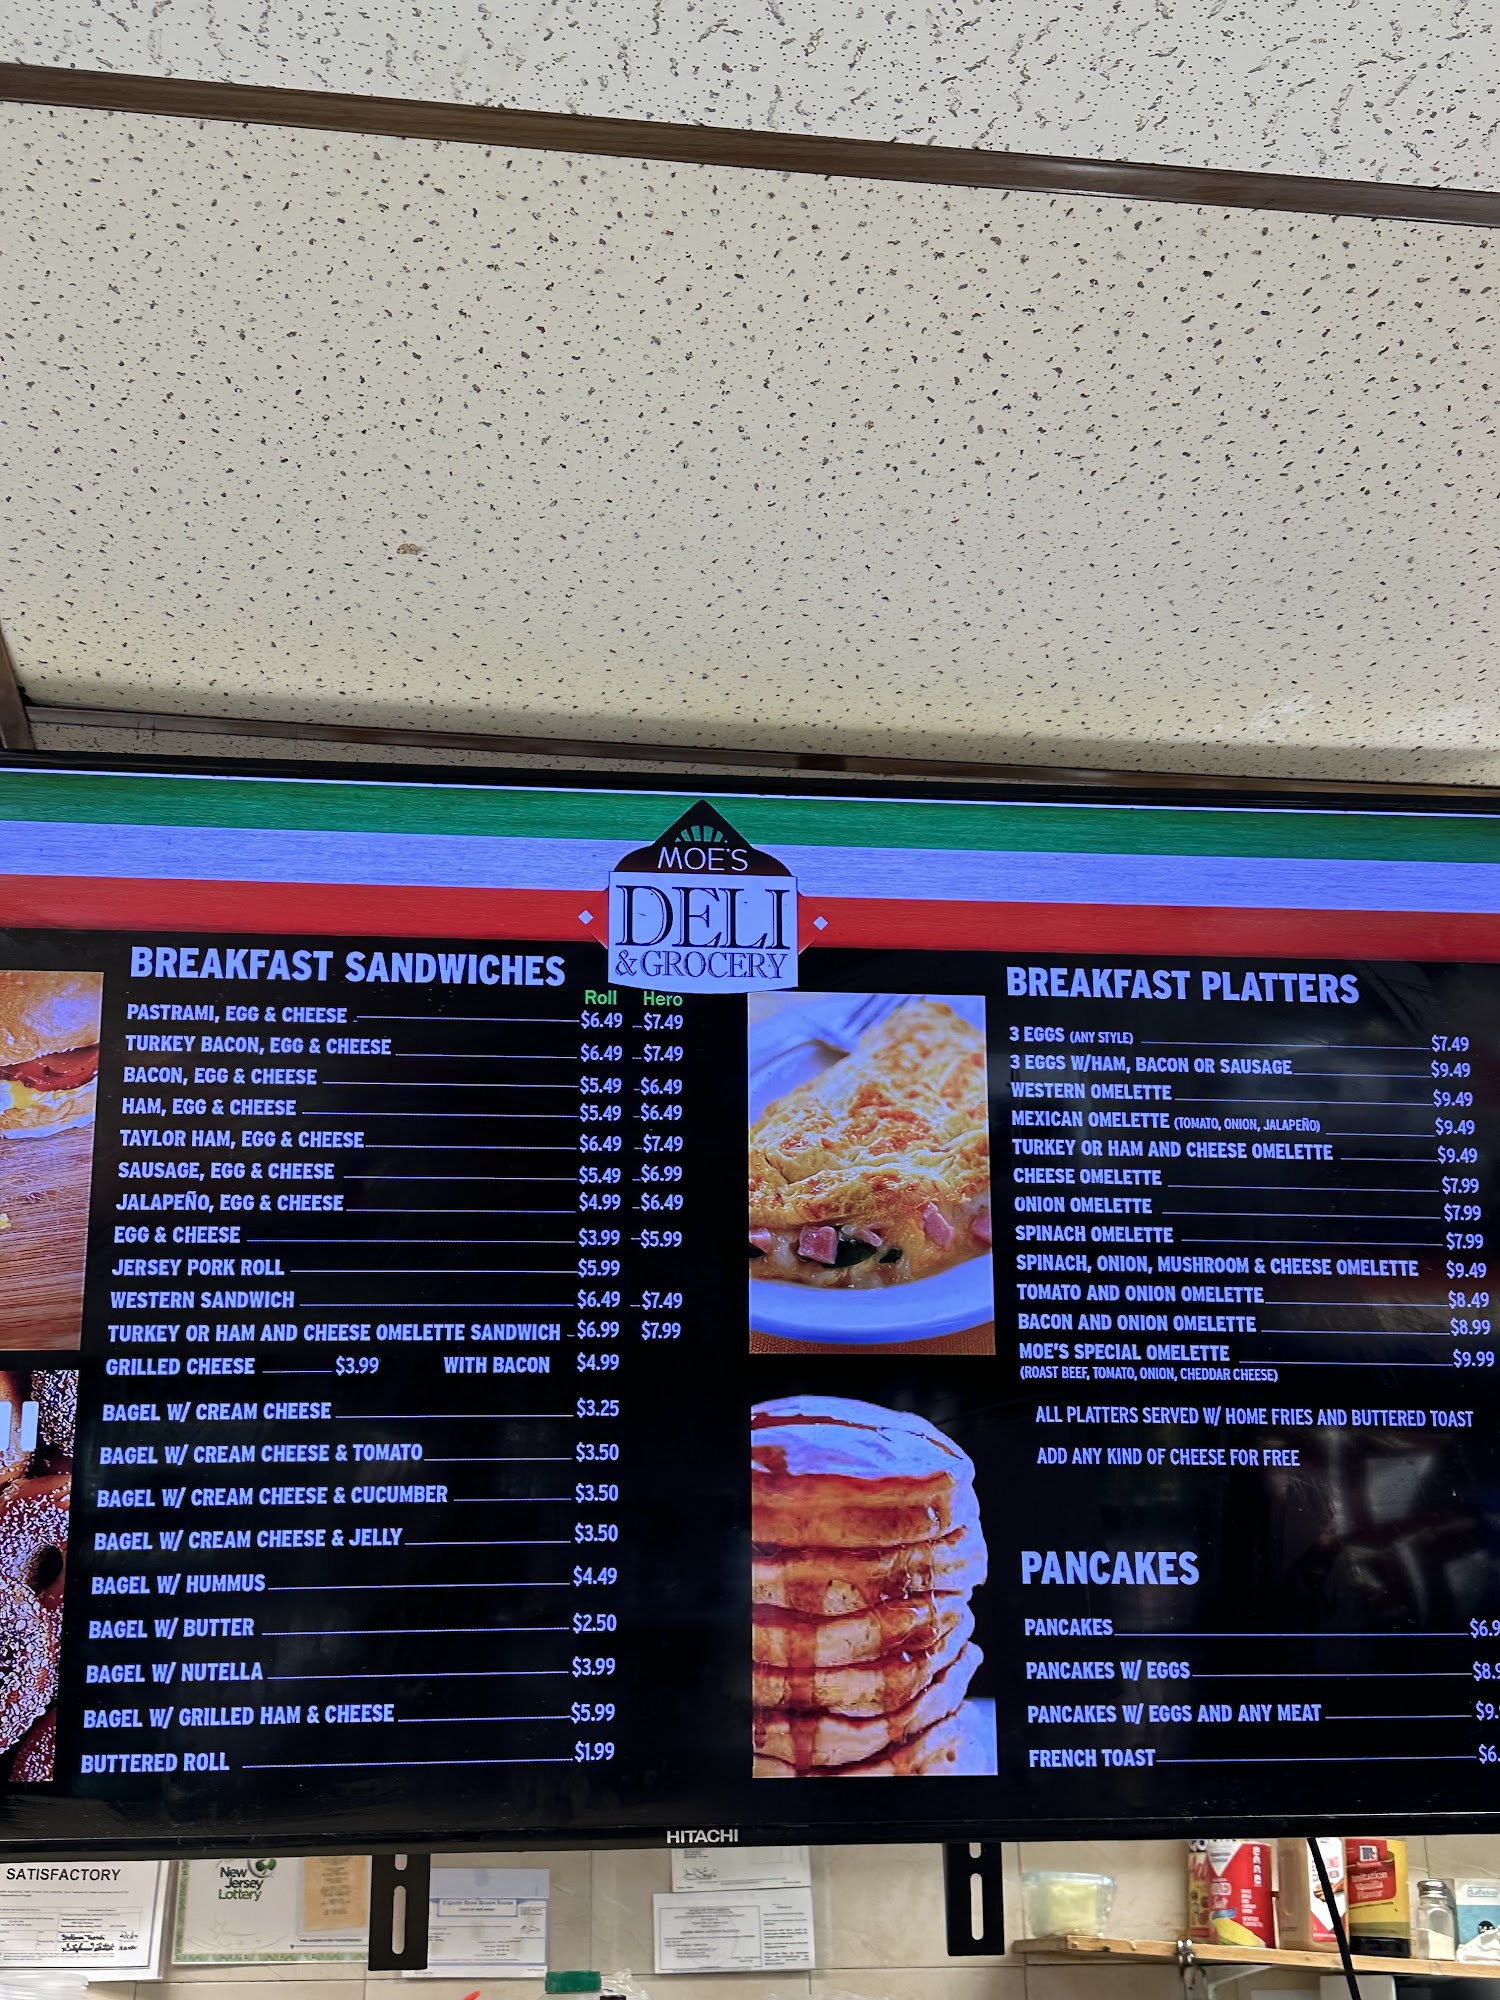 MOE'S
DELI
& GROCERY
BREAKFAST SANDWICHES
Roll Hero
PASTRAMI, EGG & CHEESE $6.49 $7.49
TURKEY BACON, EGG & CHEESE $6.49 $7.49
BACON, EGG & CHEESE $5.49 $6.49
HAM, EGG & CHEESE $5.49 $6.49
TAYLOR HAM, EGG & CHEESE $6.49 $7.49
SAUSAGE, EGG & CHEESE $5.49 $6.99
JALAPEÑO, EGG & CHEESE $4.99 $6.49
EGG & CHEESE $3.99 $5.99
JERSEY PORK ROLL $5.99
WESTERN SANDWICH $6.49 $7.49
TURKEY OR HAM AND CHEESE OMELETTE SANDWICH $6.99 $7.99
GRILLED CHEESE $3.99 WITH BACON $4.99
BAGEL W/ CREAM CHEESE $3.25
BAGEL W/ CREAM CHEESE & TOMATO $3.50
BAGEL W/ CREAM CHEESE & CUCUMBER $3.50
BAGEL W/ CREAM CHEESE & JELLY $3.50
BAGEL W/ HUMMUS $4.49
BAGEL W/ BUTTER $2.50
BAGEL W/ NUTELLA $3.99
BAGEL W/ GRILLED HAM & CHEESE $5.99
BUTTERED ROLL $1.99
BREAKFAST PLATTERS
3 EGGS (ANY STYLE) $7.49
3 EGGS W/HAM, BACON OR SAUSAGE $9.49
WESTERN OMELETTE $9.49
MEXICAN OMELETTE (TOMATO, ONION, JALAPEÑO) $9.49
TURKEY OR HAM AND CHEESE OMELETTE $9.49
CHEESE OMELETTE $7.99
ONION OMELETTE $7.99
SPINACH OMELETTE $7.99
SPINACH, ONION, MUSHROOM & CHEESE OMELETTE $9.49
TOMATO AND ONION OMELETTE $8.49
BACON AND ONION OMELETTE $8.99
MOE'S SPECIAL OMELETTE $9.99
(ROAST BEEF, TOMATO, ONION, CHEDDAR CHEESE)
ALL PLATTERS SERVED W/ HOME FRIES AND BUTTERED TOAST
ADD ANY KIND OF CHEESE FOR FREE
PANCAKES
PANCAKES $6.9
PANCAKES W/ EGGS $8.9
PANCAKES W/ EGGS AND ANY MEAT $9.
FRENCH TOAST $6.
HITACHI
SATISFACTORY
New
Jersey
Lottery